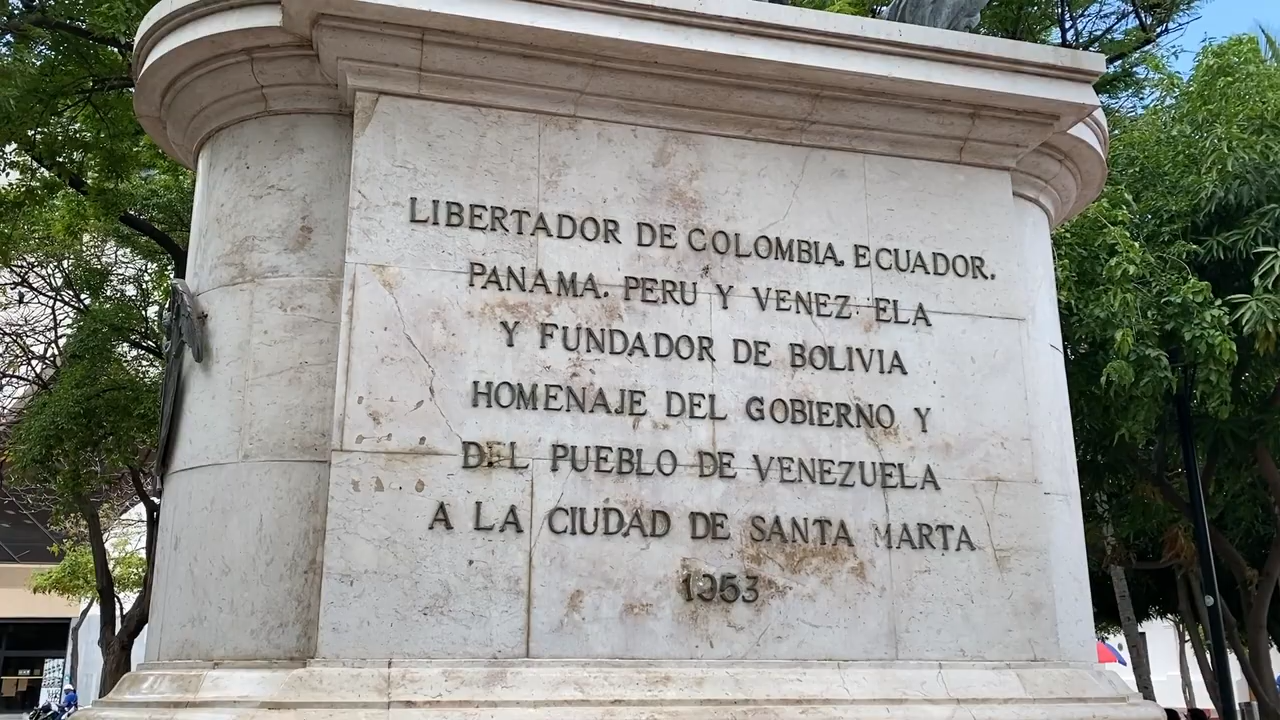 LIBERTADOR DE COLOMBIA. ECUADOR.
PANAMA. PERU Y VENEZ ELA
Y FUNDADOR DE BOLIVIA
HOMENAJE DEL GOBIERNO Y
DEL PUEBLO DE VENEZUELA
A LA CIUDAD DE SANTA MARTA
1953